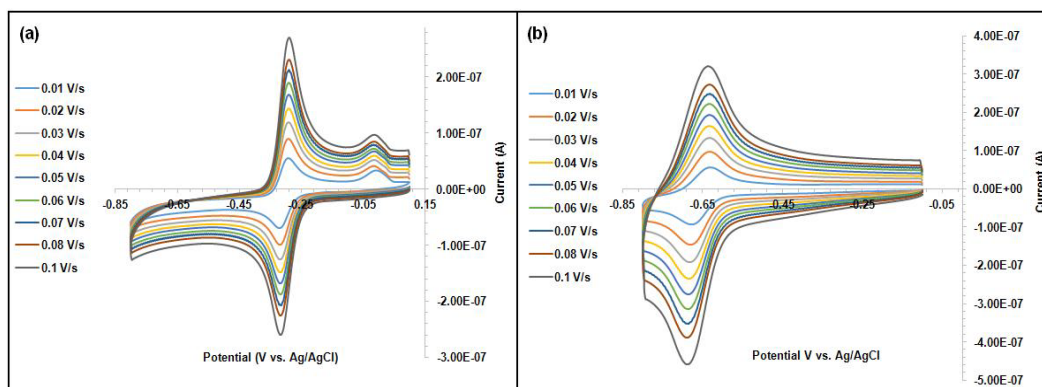 (a)
0.01 V/s
0.02 V/s
0.03 V/s
0.04 V/s
0.05 V/s
0.06 V/s
0.07 V/s
0.08 V/s
0.1 V/s
2.00E-07
1.00E-07
0.00E+00
-1.00E-07
-2.00E-07
-3.00E-07
-0.85 -0.65 -0.45 -0.25 -0.05 0.15
Current (A)
Potential (V vs. Ag/AgCl)
(b)
0.01 V/s
0.02 V/s
0.03 V/s
0.04 V/s
0.05 V/s
0.06 V/s
0.07 V/s
0.08 V/s
0.1 V/s
4.00E-07
3.00E-07
2.00E-07
1.00E-07
0.00E+00
-1.00E-07
-2.00E-07
-3.00E-07
-4.00E-07
-5.00E-07
-0.85 -0.65 -0.45 -0.25 -0.05
Current (A)
Potential V vs. Ag/AgCl